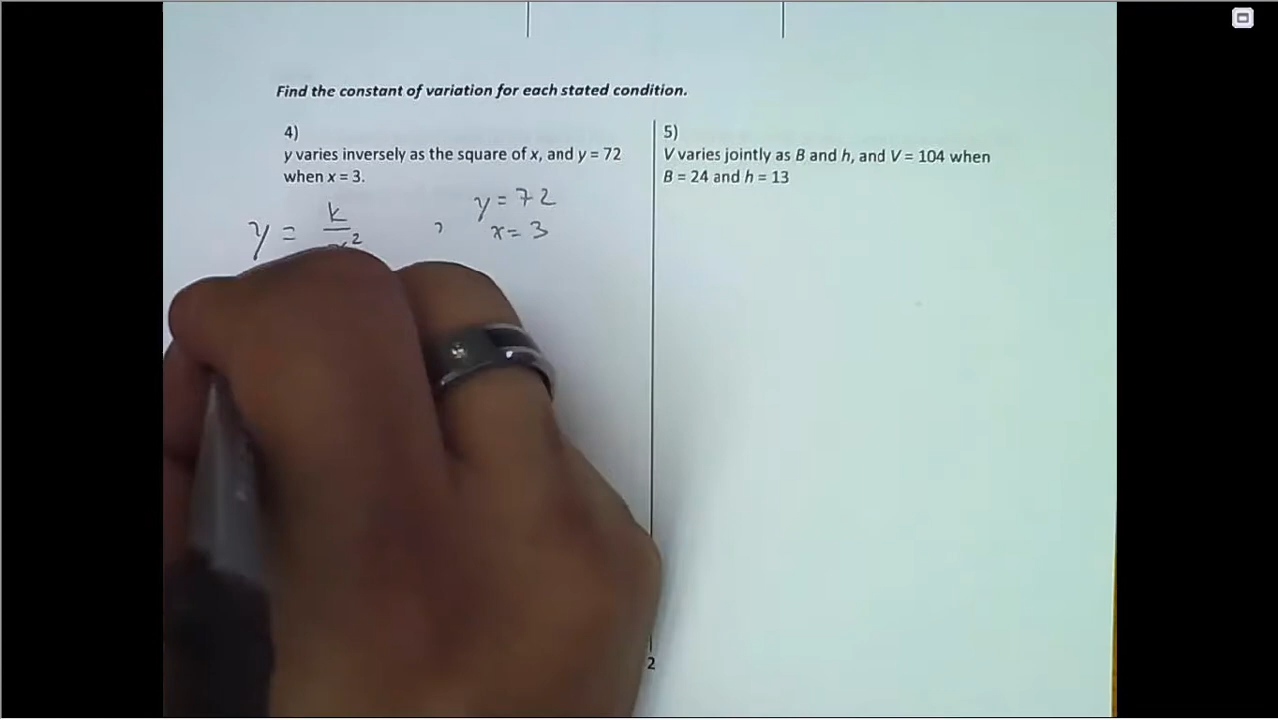 Find the constant of variation for each stated condition.
4)
y varies inversely as the square of x, and y = 72
when x = 3.
y = k / x²  ,  y = 72
x = 3
5)
V varies jointly as B and h, and V = 104 when
B = 24 and h = 13
2